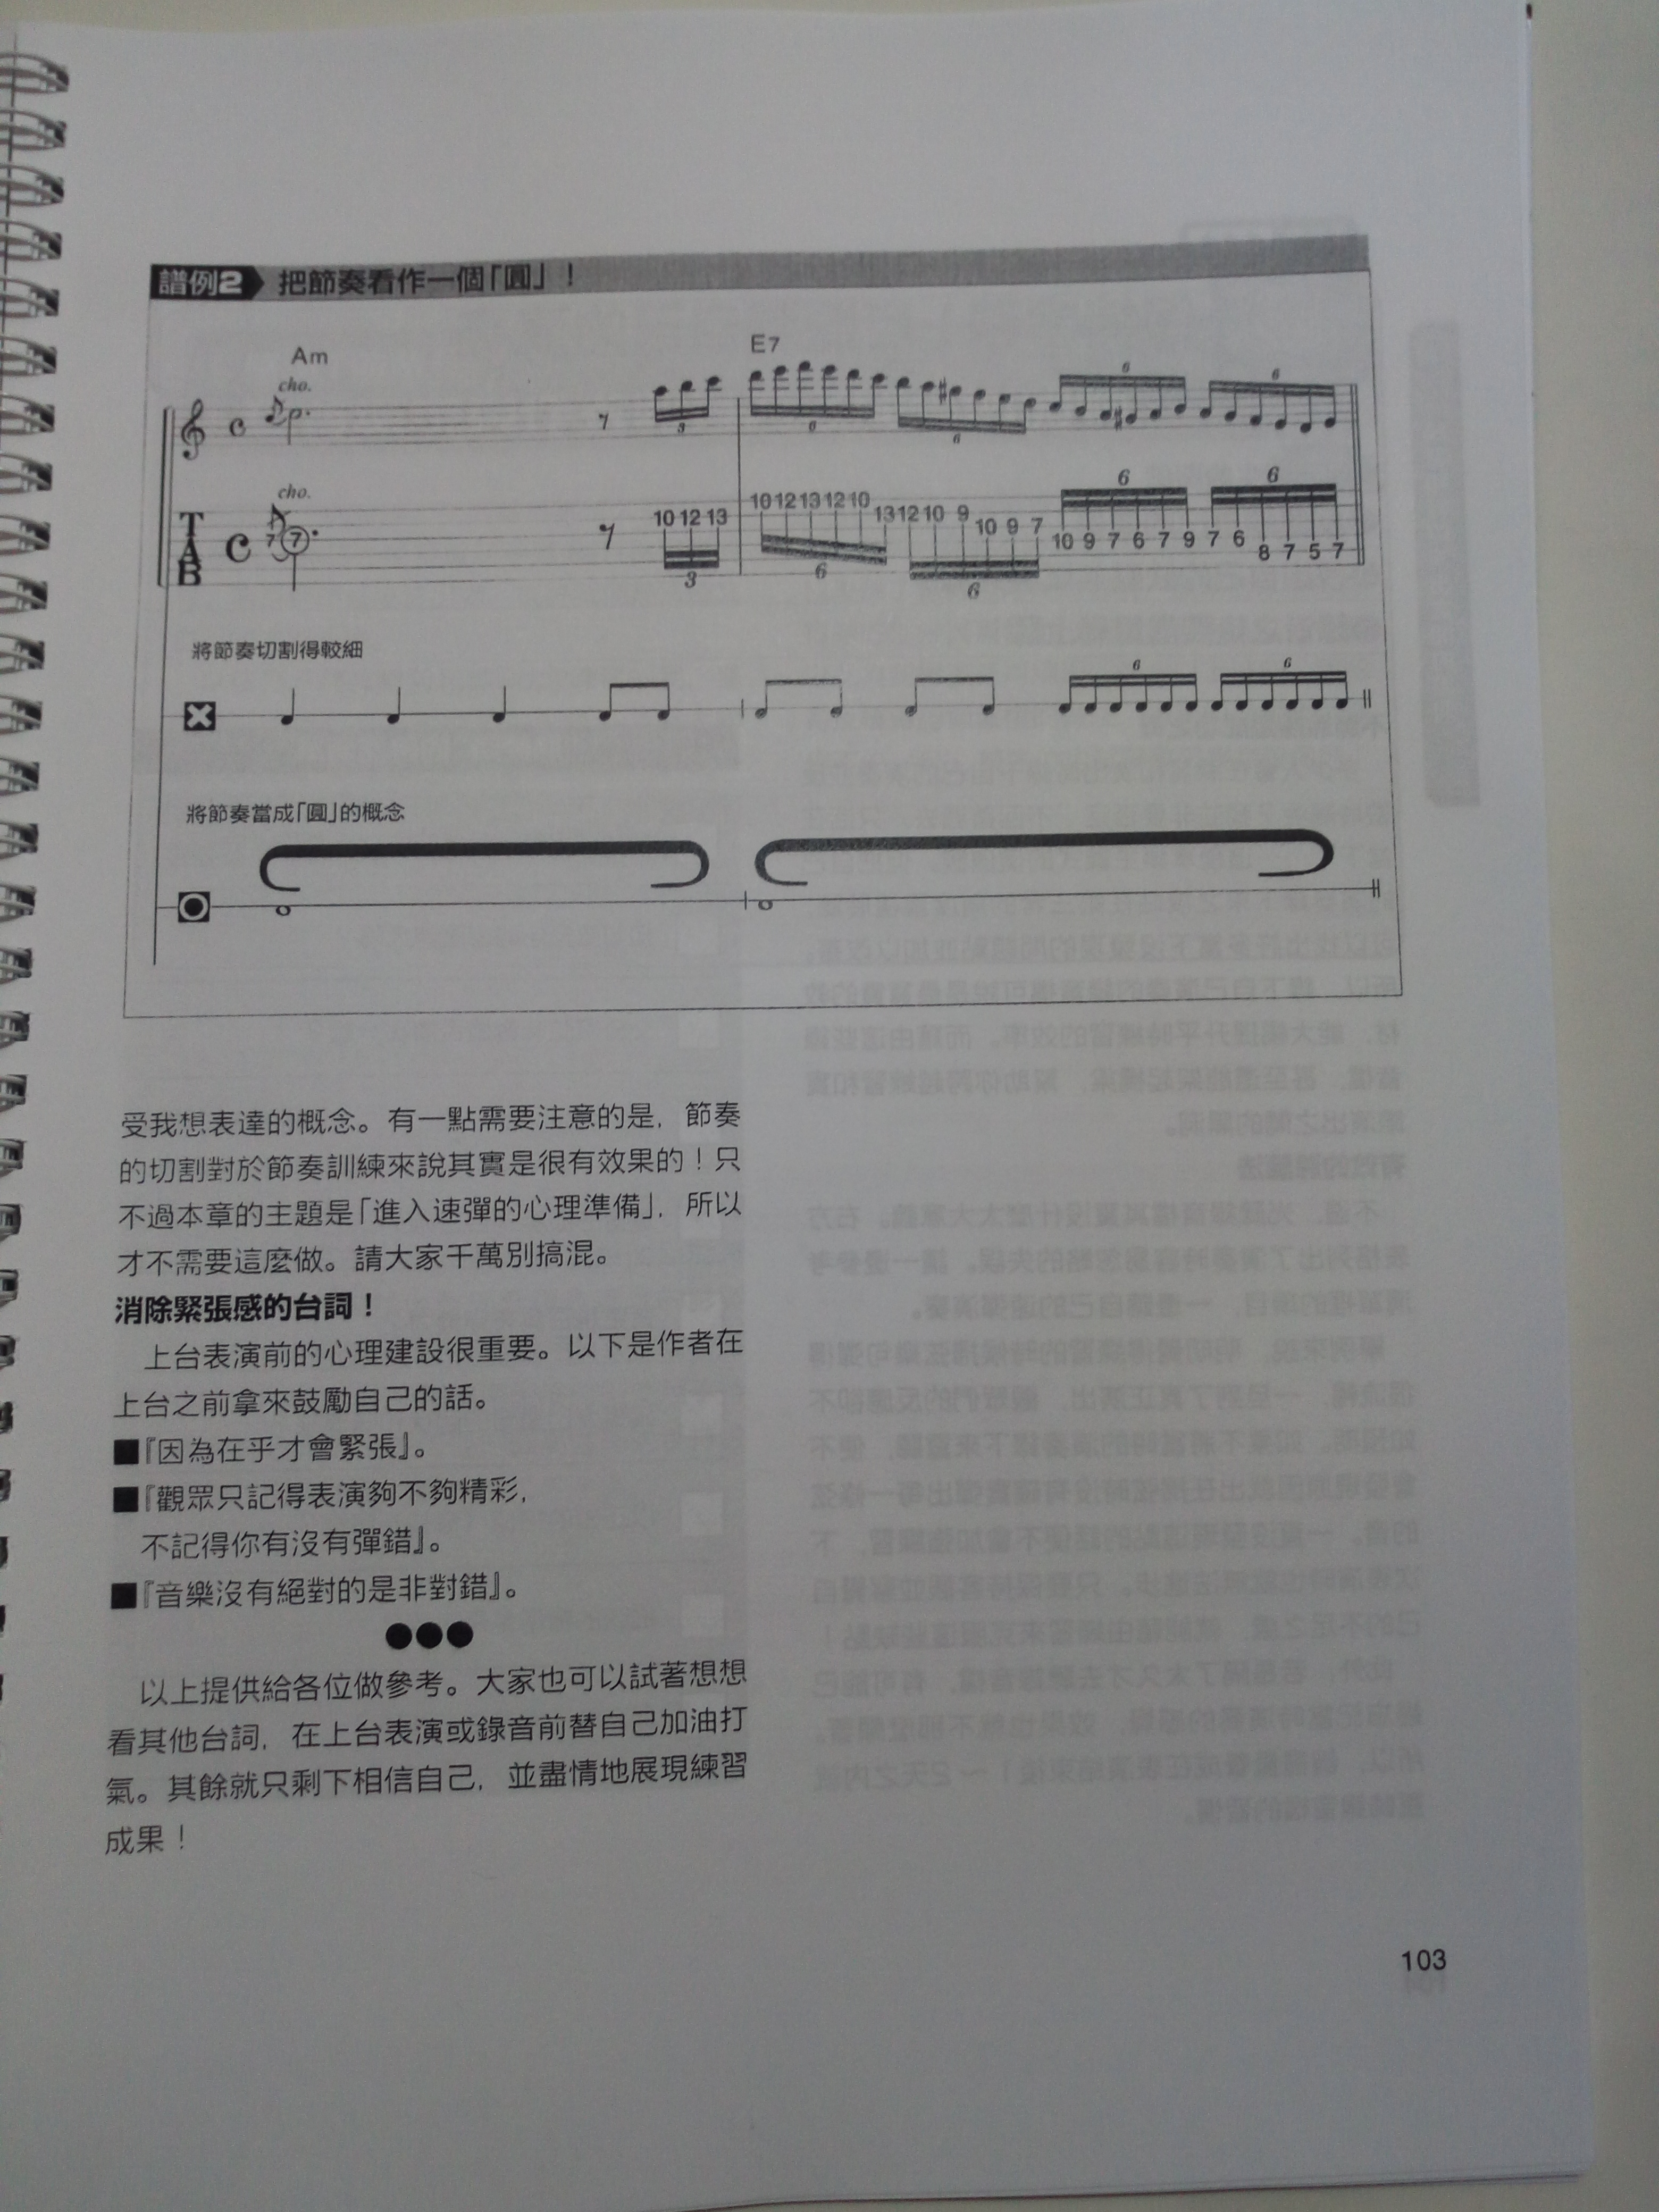 譜例2 把節奏看作一個「圓」！
Am E7
cho.
3 6 6 6 6
cho.
T A B
7 7 10 12 13 10 12 13 12 10 13 12 10 9 10 9 7 10 9 7 6 7 9 7 6 8 7 5 7
3 6 6 6 6
將節奏切割得較細
6 6
將節奏當成「圓」的概念
受我想表達的概念。有一點需要注意的是，節奏
的切割對於節奏訓練來說其實是很有效果的！只
不過本章的主題是「進入速彈的心理準備」，所以
才不需要這麼做。請大家千萬別搞混。
消除緊張感的台詞！
上台表演前的心理建設很重要。以下是作者在
上台之前拿來鼓勵自己的話。
■『因為在乎才會緊張』。
■『觀眾只記得表演夠不夠精彩，
不記得你有沒有彈錯』。
■『音樂沒有絕對的是非對錯』。
●●●
以上提供給各位做參考。大家也可以試著想想
看其他台詞，在上台表演或錄音前替自己加油打
氣。其餘就只剩下相信自己，並盡情地展現練習
成果！
103